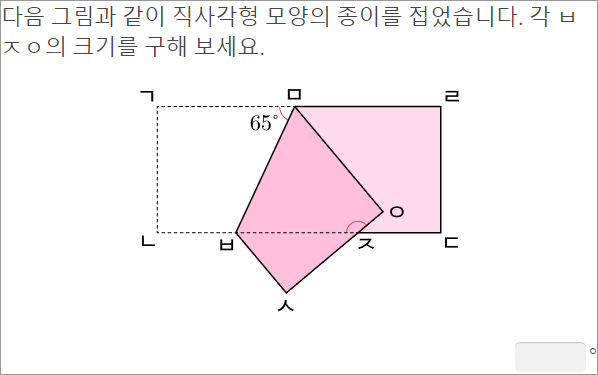 다음 그림과 같이 직사각형 모양의 종이를 접었습니다. 각 ㅂ
ㅈㅇ의 크기를 구해 보세요.
ㄱ ㅁ ㄹ
65°
ㅇ
ㄴ ㅂ ㅈ ㄷ
ㅅ
°